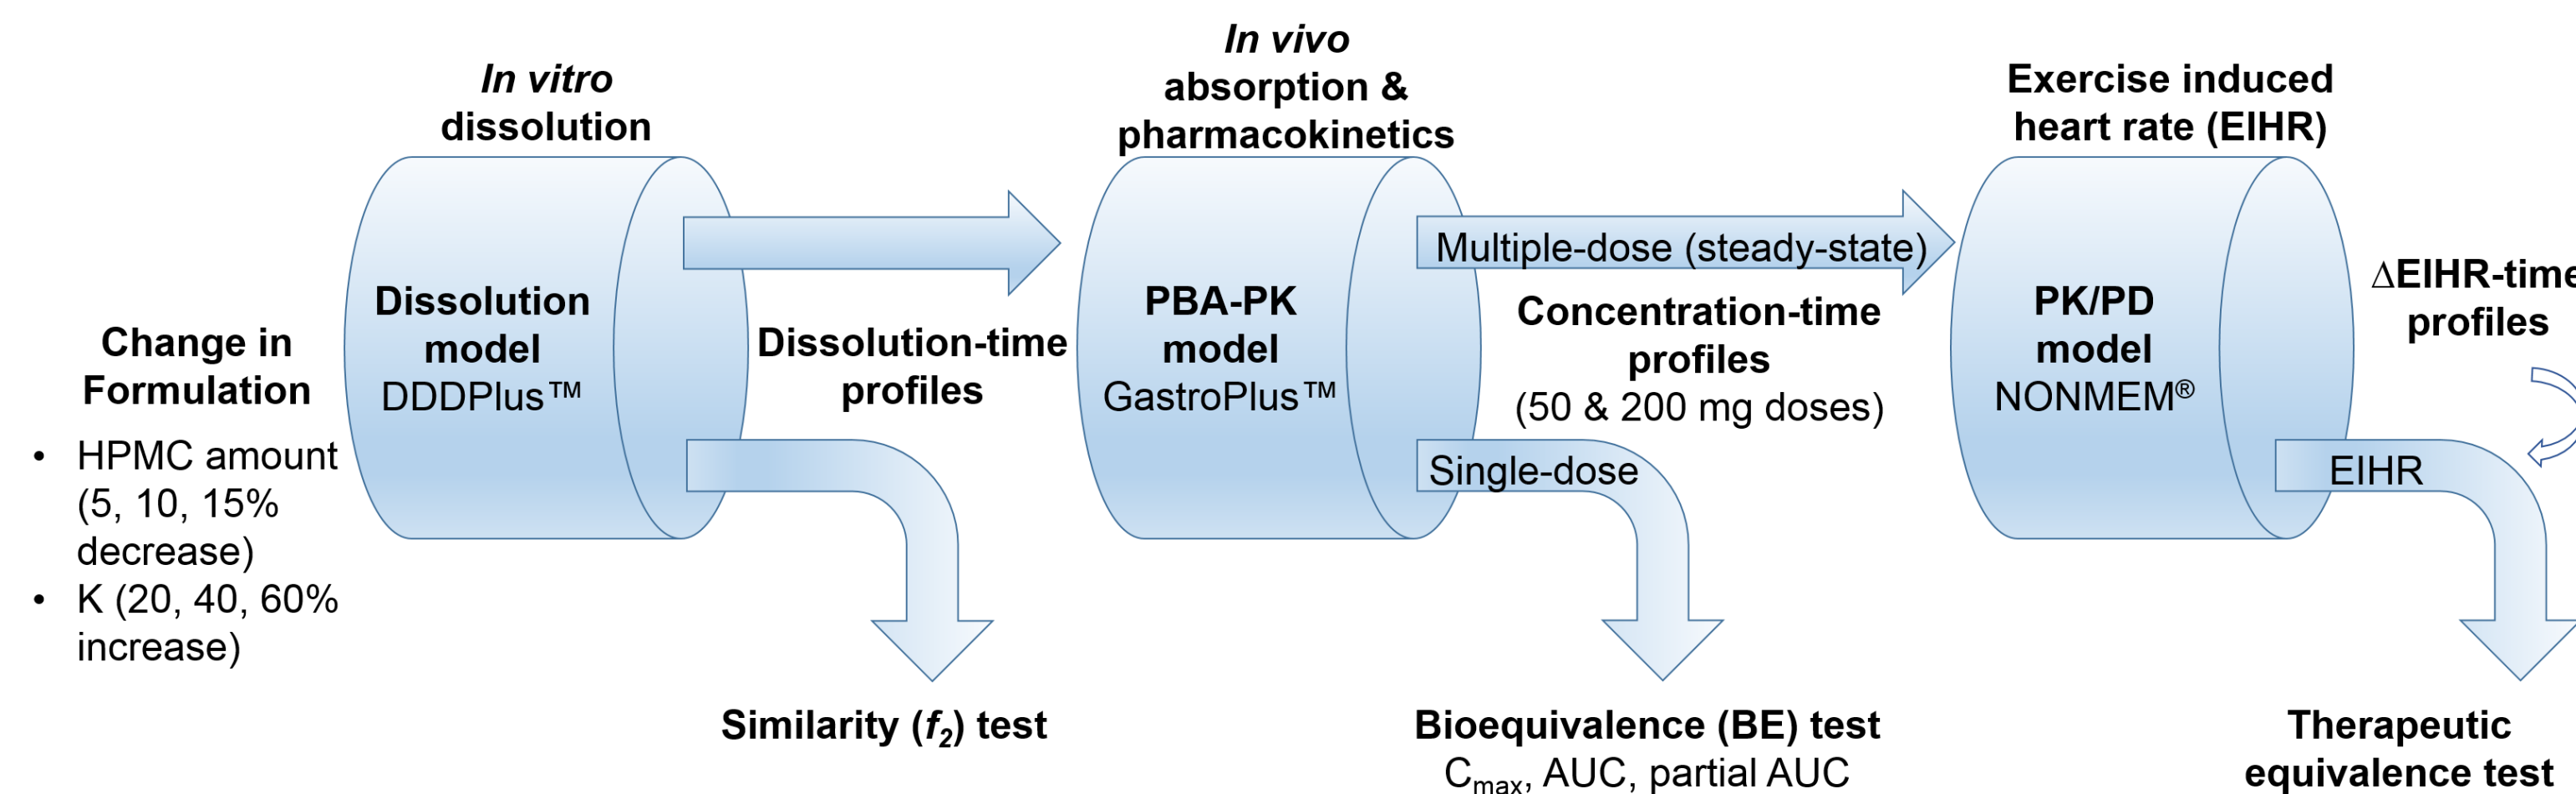 In vitro
dissolution
In vivo
absorption &
pharmacokinetics
Exercise induced
heart rate (EIHR)
Change in
Formulation
• HPMC amount
(5, 10, 15%
decrease)
• K (20, 40, 60%
increase)
Dissolution
model
DDDPlus™
Dissolution-time
profiles
Similarity (f2) test
PBA-PK
model
GastroPlus™
Multiple-dose (steady-state)
Concentration-time
profiles
(50 & 200 mg doses)
Single-dose
Bioequivalence (BE) test
Cmax, AUC, partial AUC
PK/PD
model
NONMEM®
ΔEIHR-time
profiles
EIHR
Therapeutic
equivalence test